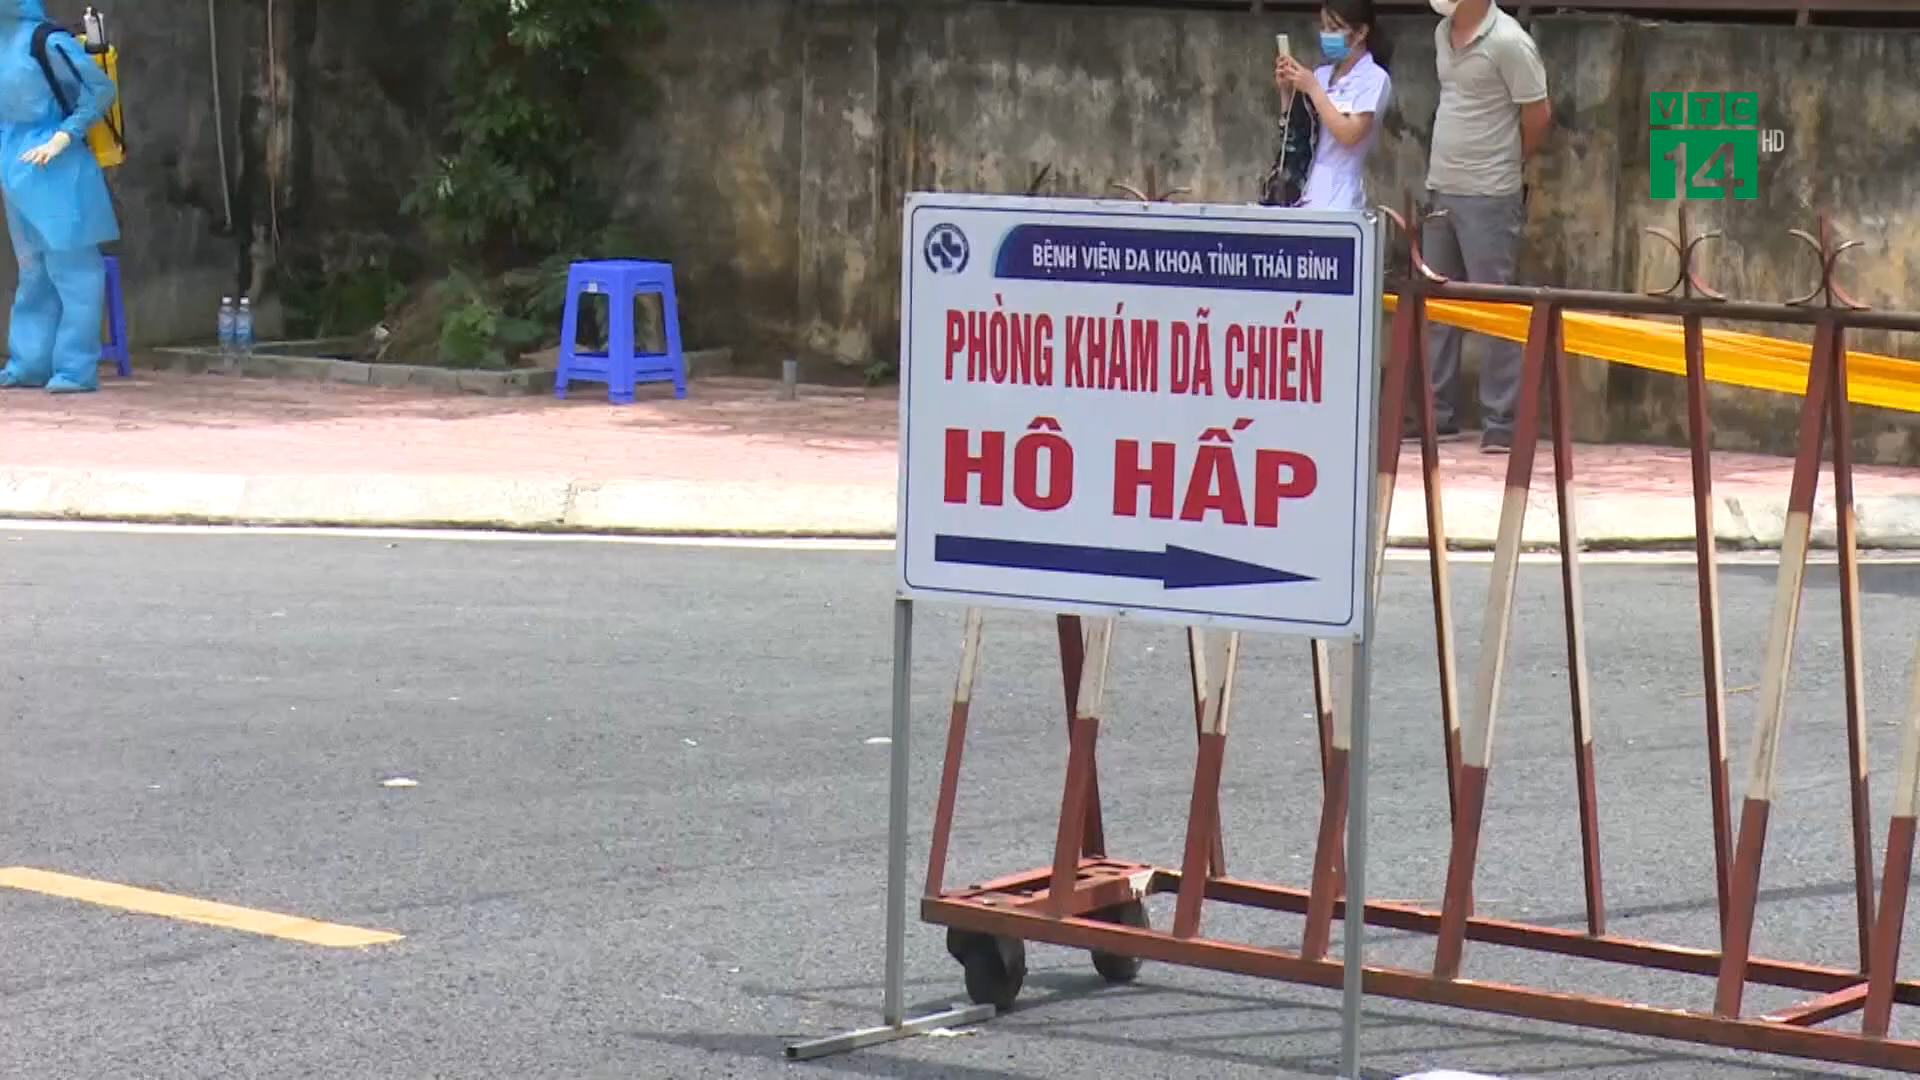 VTC
14 HD
BỆNH VIỆN ĐA KHOA TỈNH THÁI BÌNH
PHÒNG KHÁM DÃ CHIẾN
HÔ HẤP